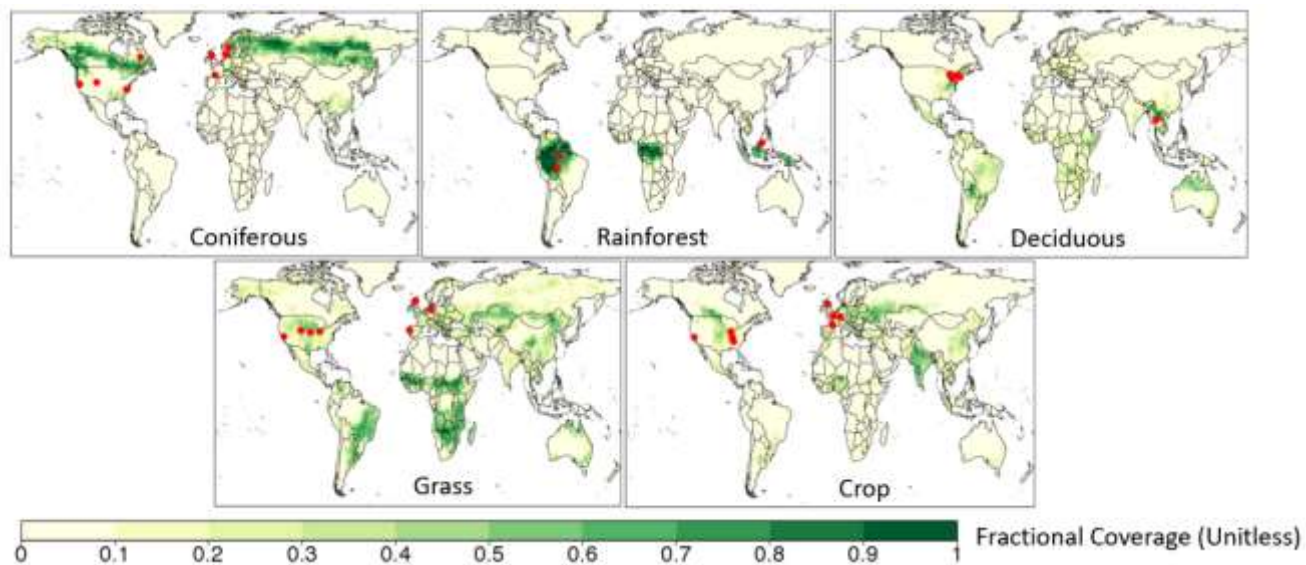 Coniferous
Rainforest
Deciduous
Grass
Crop
0 0.1 0.2 0.3 0.4 0.5 0.6 0.7 0.8 0.9 1 Fractional Coverage (Unitless)